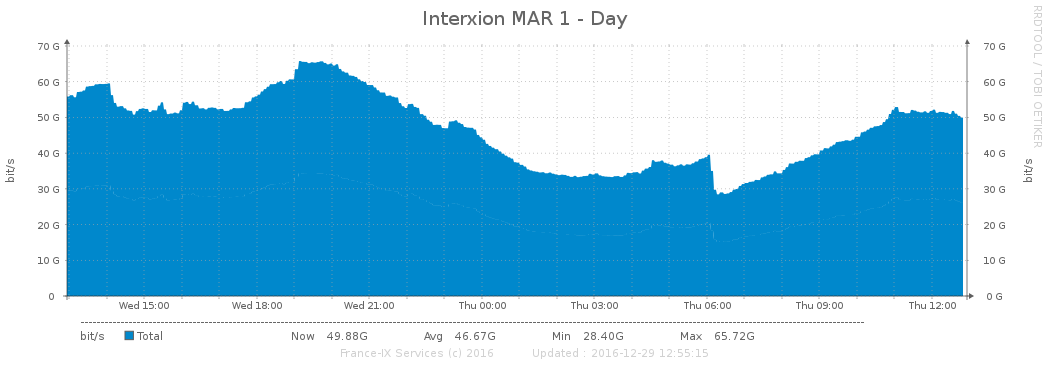 Interxion MAR 1 - Day
RRDTOOL / TOBI OETIKER
bit/s
bit/s
70 G 70 G
60 G 60 G
50 G 50 G
40 G 40 G
30 G 30 G
20 G 20 G
10 G 10 G
0 0 G
Wed 15:00 Wed 18:00 Wed 21:00 Thu 00:00 Thu 03:00 Thu 06:00 Thu 09:00 Thu 12:00
bit/s Total Now 49.88G Avg 46.67G Min 28.40G Max 65.72G
France-IX Services (c) 2016 Updated : 2016-12-29 12:55:15